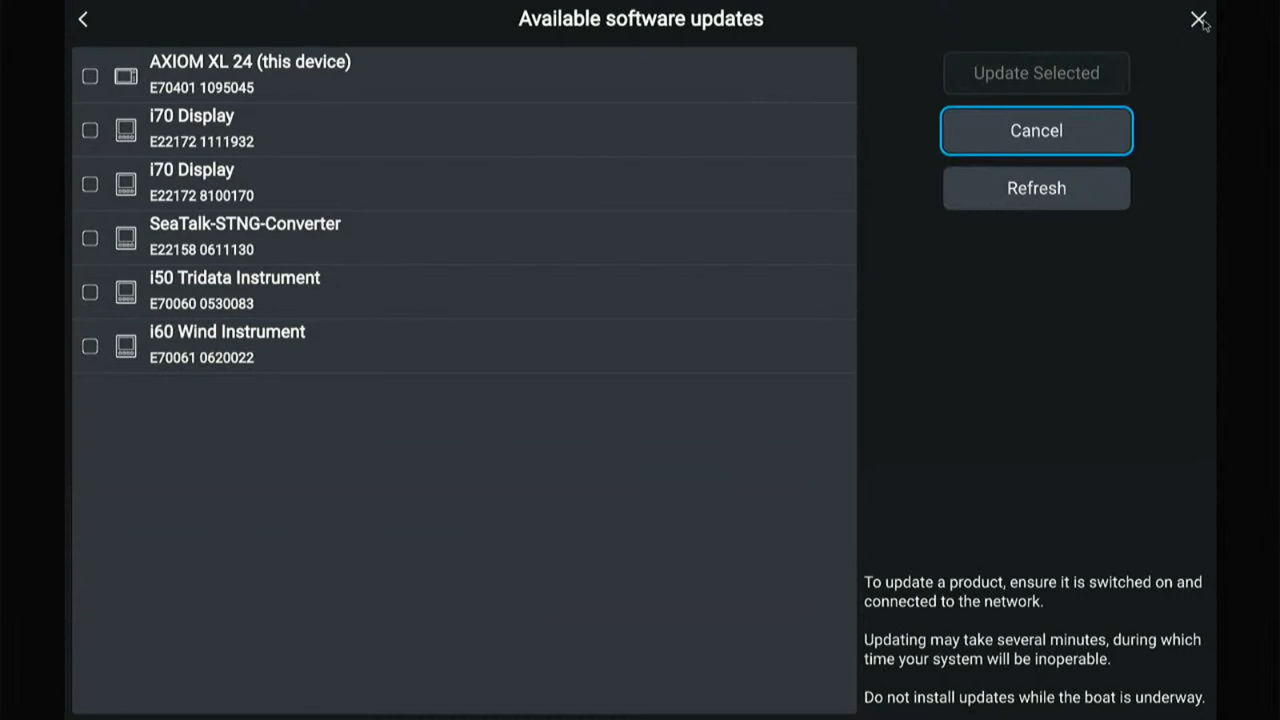 Available software updates
AXIOM XL 24 (this device)
E70401 1095045
i70 Display
E22172 1111932
i70 Display
E22172 8100170
SeaTalk-STNG-Converter
E22158 0611130
i50 Tridata Instrument
E70060 0530083
i60 Wind Instrument
E70061 0620022
Update Selected
Cancel
Refresh
To update a product, ensure it is switched on and
connected to the network.
Updating may take several minutes, during which
time your system will be inoperable.
Do not install updates while the boat is underway.